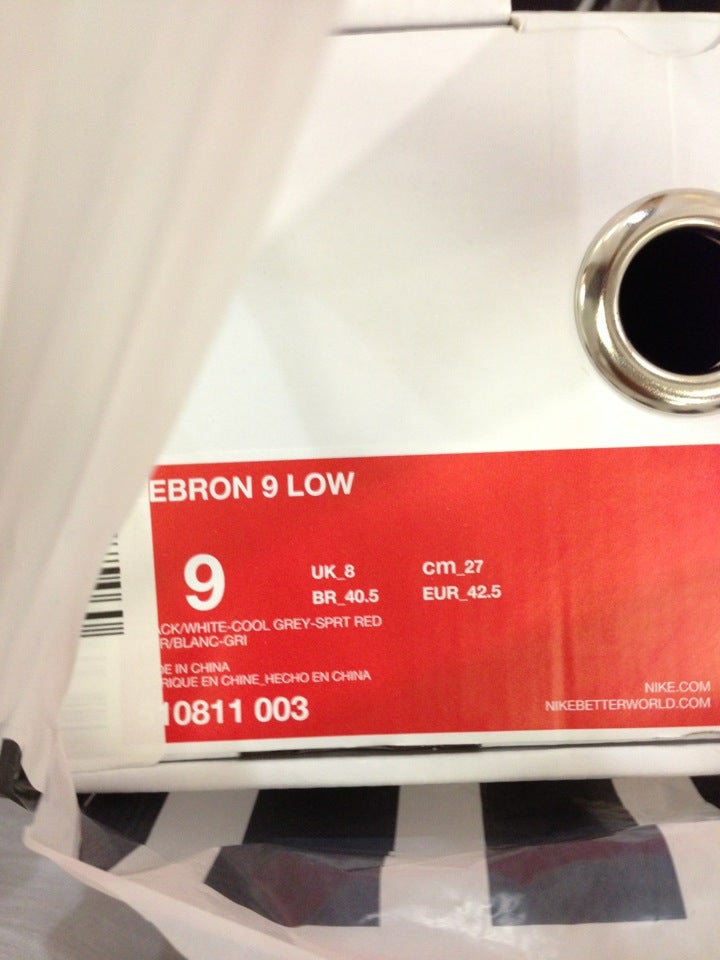 EBRON 9 LOW
9
UK_8 cm_27
BR_40.5 EUR_42.5
ACK/WHITE-COOL GREY-SPRT RED
R/BLANC-GRI
DE IN CHINA
RIQUE EN CHINE_HECHO EN CHINA
10811 003
NIKE.COM
NIKEBETTERWORLD.COM